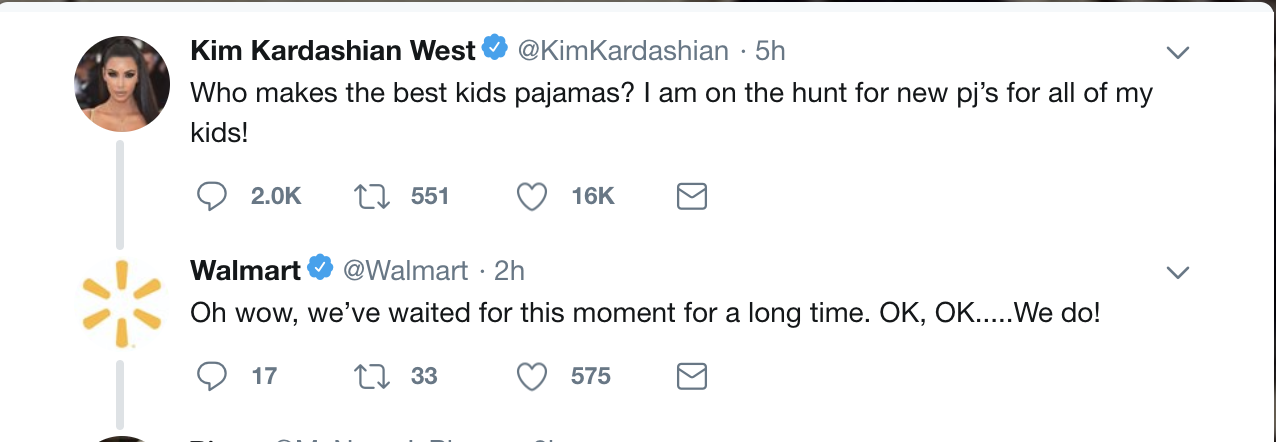 Kim Kardashian West @KimKardashian · 5h
Who makes the best kids pajamas? I am on the hunt for new pj’s for all of my
kids!
2.0K 551 16K
Walmart @Walmart · 2h
Oh wow, we’ve waited for this moment for a long time. OK, OK.....We do!
17 33 575